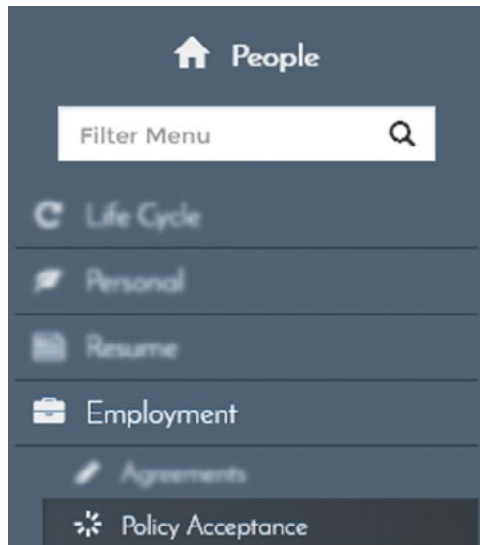 People
Filter Menu
Life Cycle
Personal
Resume
Employment
Agreements
Policy Acceptance